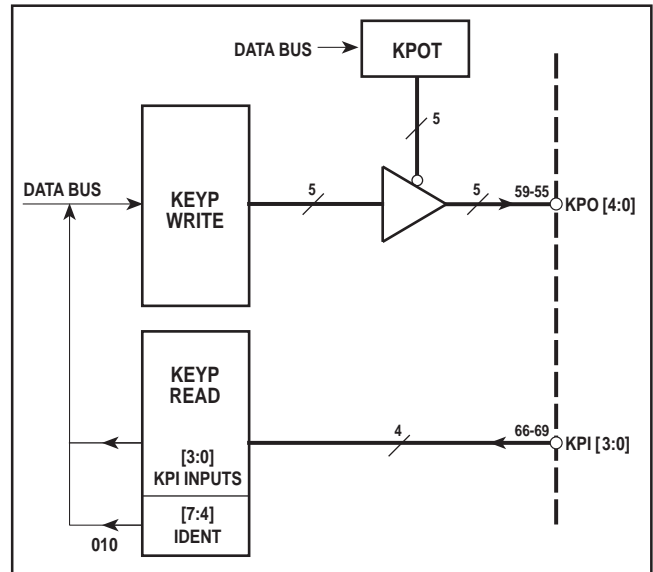 DATA BUS
KPOT
5
DATA BUS
KEYP
WRITE
5
5
59-55
KPO [4:0]
KEYP
READ
[3:0]
KPI INPUTS
4
66-69
KPI [3:0]
[7:4]
IDENT
010